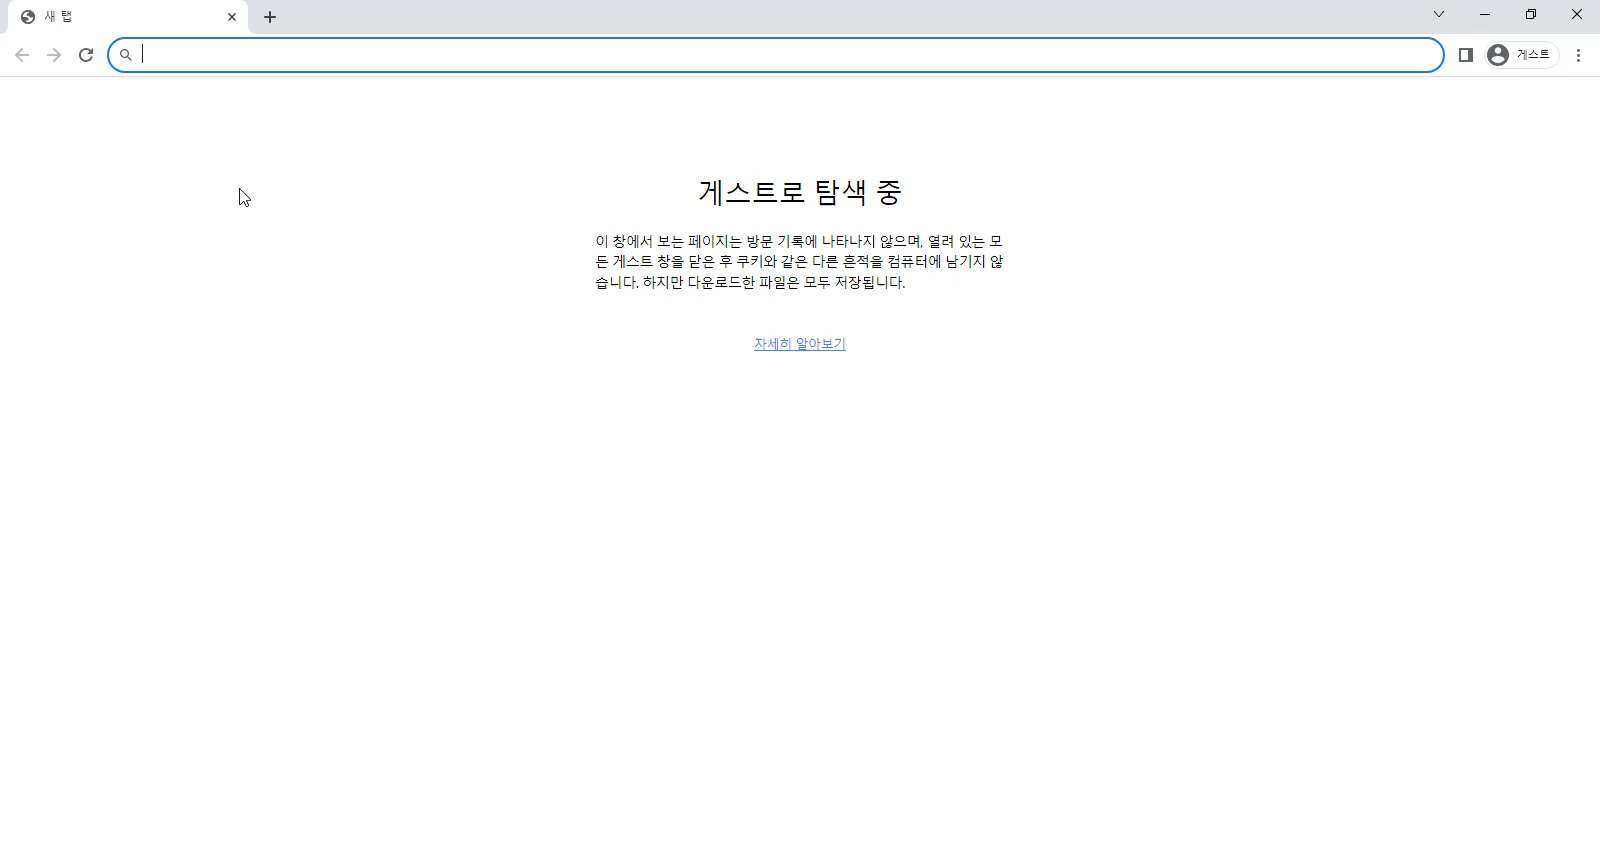 새 탭
게스트
게스트로 탐색 중
이 창에서 보는 페이지는 방문 기록에 나타나지 않으며, 열려 있는 모
든 게스트 창을 닫은 후 쿠키와 같은 다른 흔적을 컴퓨터에 남기지 않
습니다. 하지만 다운로드한 파일은 모두 저장됩니다.
자세히 알아보기